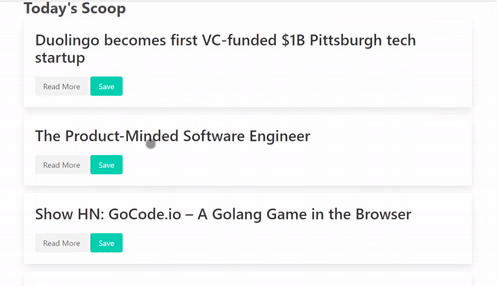 Today's Scoop
Duolingo becomes first VC-funded $1B Pittsburgh tech
startup
Read More Save
The Product-Minded Software Engineer
Read More Save
Show HN: GoCode.io – A Golang Game in the Browser
Read More Save